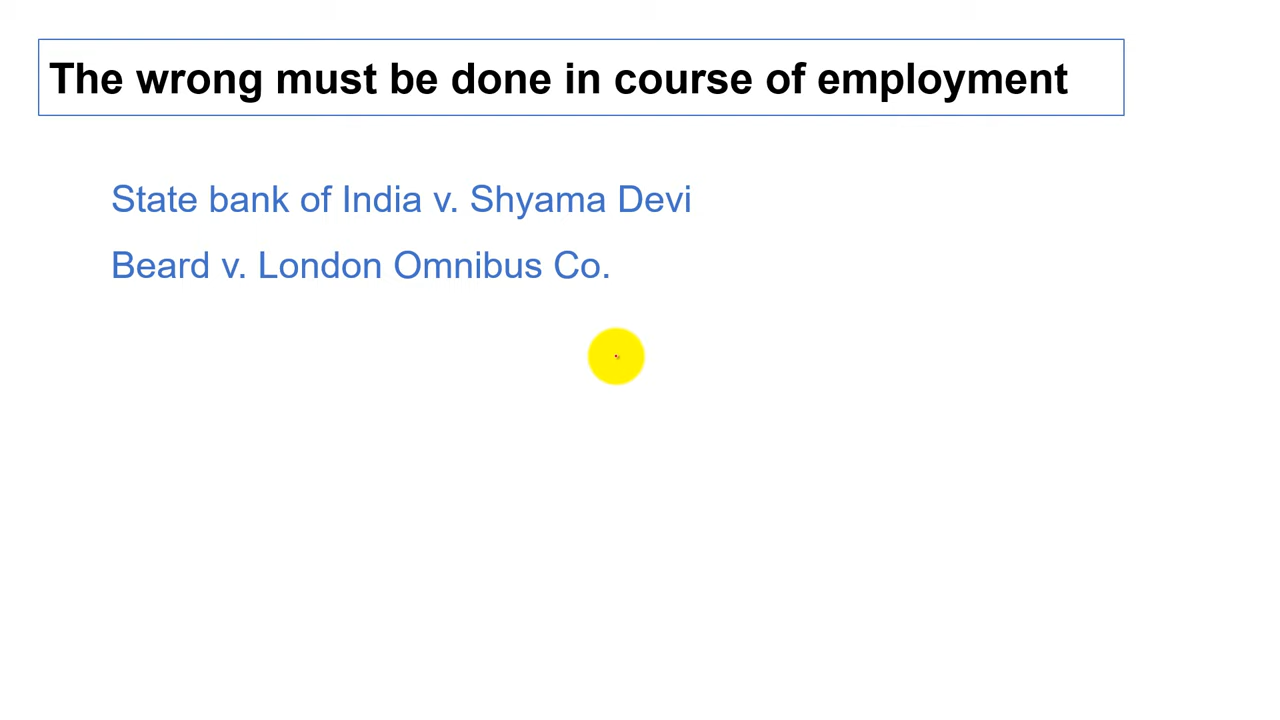 The wrong must be done in course of employment
State bank of India v. Shyama Devi
Beard v. London Omnibus Co.